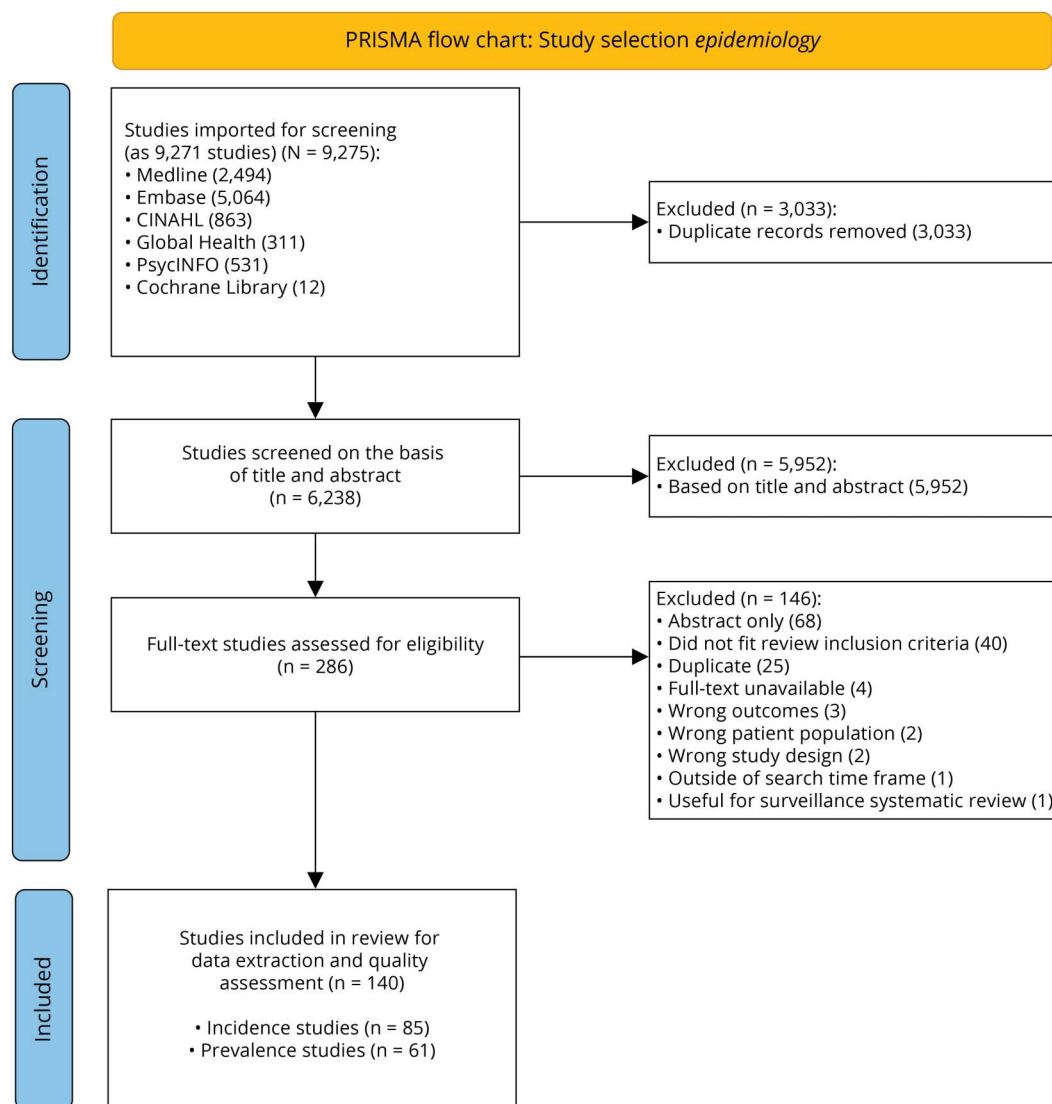 PRISMA flow chart: Study selection epidemiology
Identification
Studies imported for screening
(as 9,271 studies) (N = 9,275):
• Medline (2,494)
• Embase (5,064)
• CINAHL (863)
• Global Health (311)
• PsycINFO (531)
• Cochrane Library (12)
Excluded (n = 3,033):
• Duplicate records removed (3,033)
Screening
Studies screened on the basis
of title and abstract
(n = 6,238)
Excluded (n = 5,952):
• Based on title and abstract (5,952)
Full-text studies assessed for eligibility
(n = 286)
Excluded (n = 146):
• Abstract only (68)
• Did not fit review inclusion criteria (40)
• Duplicate (25)
• Full-text unavailable (4)
• Wrong outcomes (3)
• Wrong patient population (2)
• Wrong study design (2)
• Outside of search time frame (1)
• Useful for surveillance systematic review (1)
Included
Studies included in review for
data extraction and quality
assessment (n = 140)
• Incidence studies (n = 85)
• Prevalence studies (n = 61)